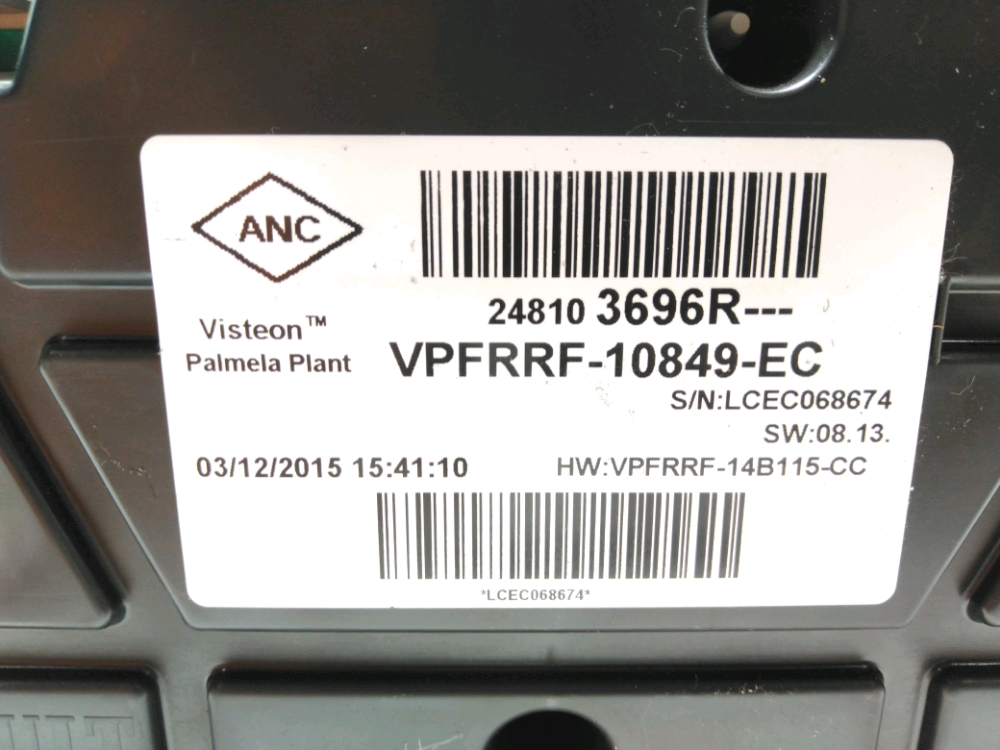 ANC
24810 3696R---
Visteon™
Palmela Plant
VPFRRF-10849-EC
S/N:LCEC068674
SW:08.13.
03/12/2015 15:41:10
HW:VPFRRF-14B115-CC
*LCEC068674*